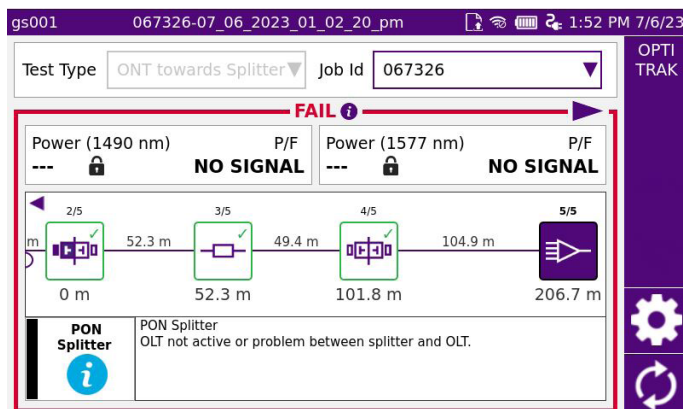 gs001 067326-07_06_2023_01_02_20_pm 1:52 PM 7/6/23
OPTI
TRAK
Test Type ONT towards Splitter Job Id 067326
FAIL i
Power (1490 nm) P/F Power (1577 nm) P/F
--- NO SIGNAL --- NO SIGNAL
2/5 3/5 4/5 5/5
m 52.3 m 49.4 m 104.9 m
0 m 52.3 m 101.8 m 206.7 m
PON
Splitter
i
PON Splitter
OLT not active or problem between splitter and OLT.